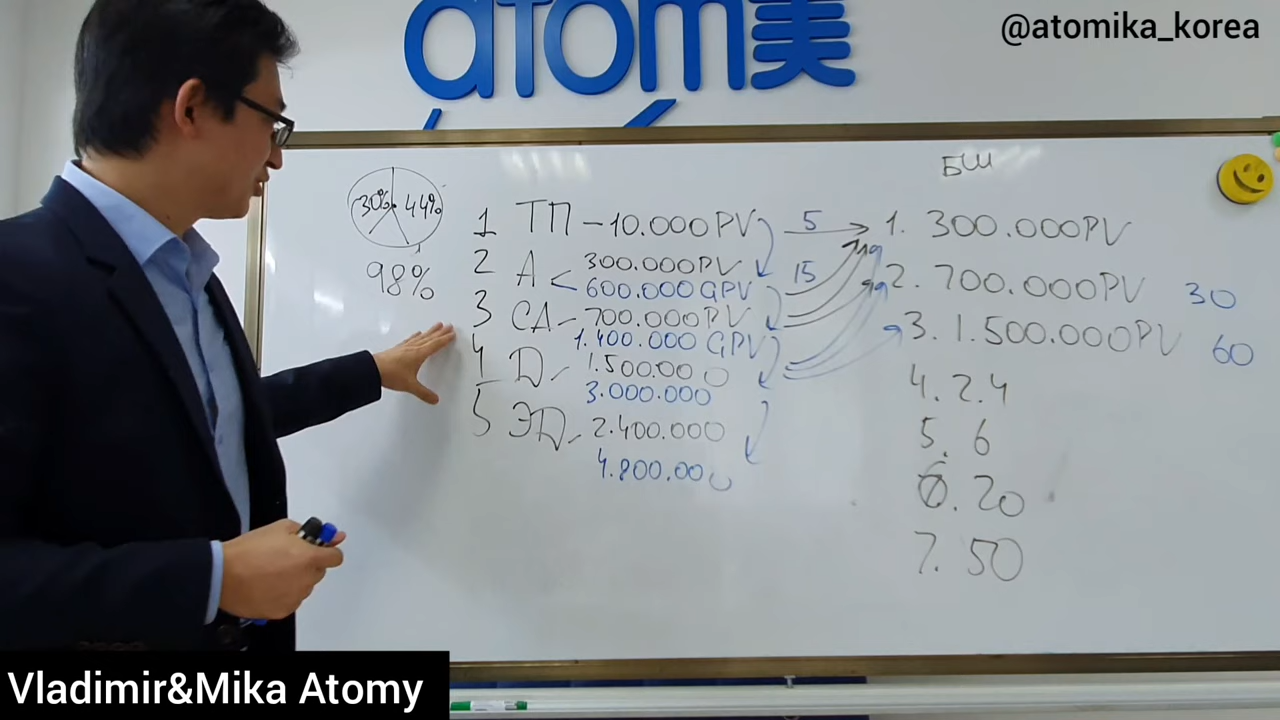 atom美
@atomika_korea
БШ
30% 44%
98%
1 ТП – 10.000PV 5 1. 300.000PV
2 А < 300.000PV
600.000 GPV 15 2. 700.000PV 30
3 СА – 700.000PV
1.400.000 GPV 3. 1.500.000PV 60
4 Д – 1.500.000
3.000.000 4. 2.4
5 ЭД – 2.400.000 5. 6
4.800.000 6. 20
7. 50
Vladimir&Mika Atomy